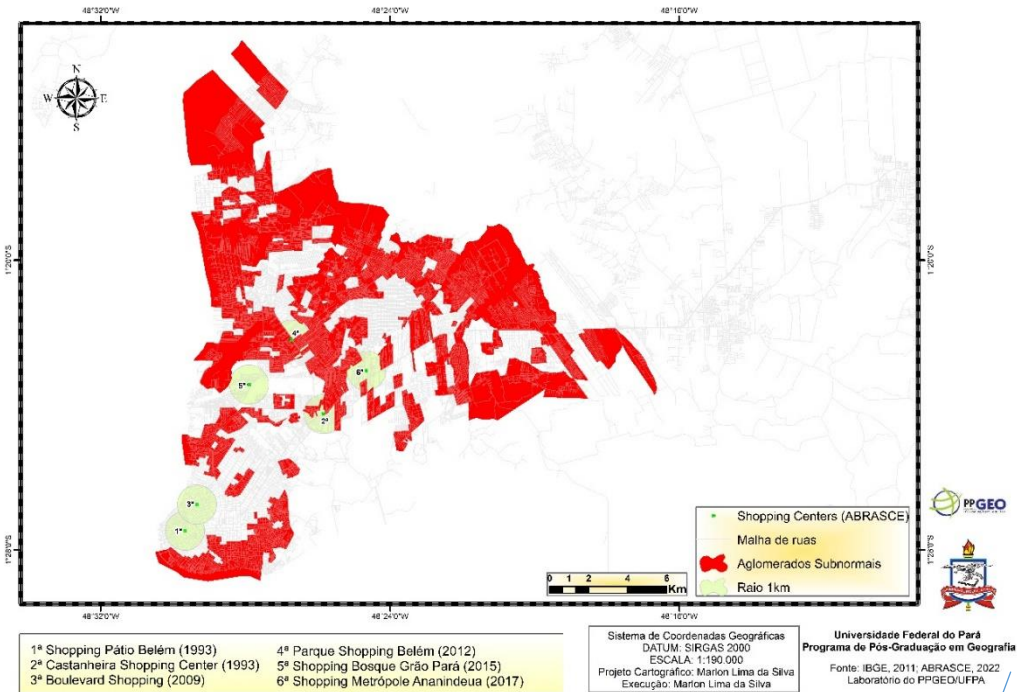 48°32'0"W 48°24'0"W 48°16'0"W
N
W E
S
1°20'0"S 1°20'0"S
4ª
6ª
5ª
2ª
3ª
1ª
1°28'0"S 1°28'0"S
Shopping Centers (ABRASCE)
Malha de ruas
Aglomerados Subnormais
Raio 1km
0 1 2 4 6
Km
PPGEO
48°32'0"W 48°24'0"W 48°16'0"W
1ª Shopping Pátio Belém (1993)
2ª Castanheira Shopping Center (1993)
3ª Boulevard Shopping (2009)
4ª Parque Shopping Belém (2012)
5ª Shopping Bosque Grão Pará (2015)
6ª Shopping Metrópole Ananindeua (2017)
Sistema de Coordenadas Geográficas
DATUM: SIRGAS 2000
ESCALA: 1:190.000
Projeto Cartográfico: Marlon Lima da Silva
Execução: Marlon Lima da Silva
Universidade Federal do Pará
Programa de Pós-Graduação em Geografia
Fonte: IBGE, 2011; ABRASCE, 2022
Laboratório do PPGEO/UFPA